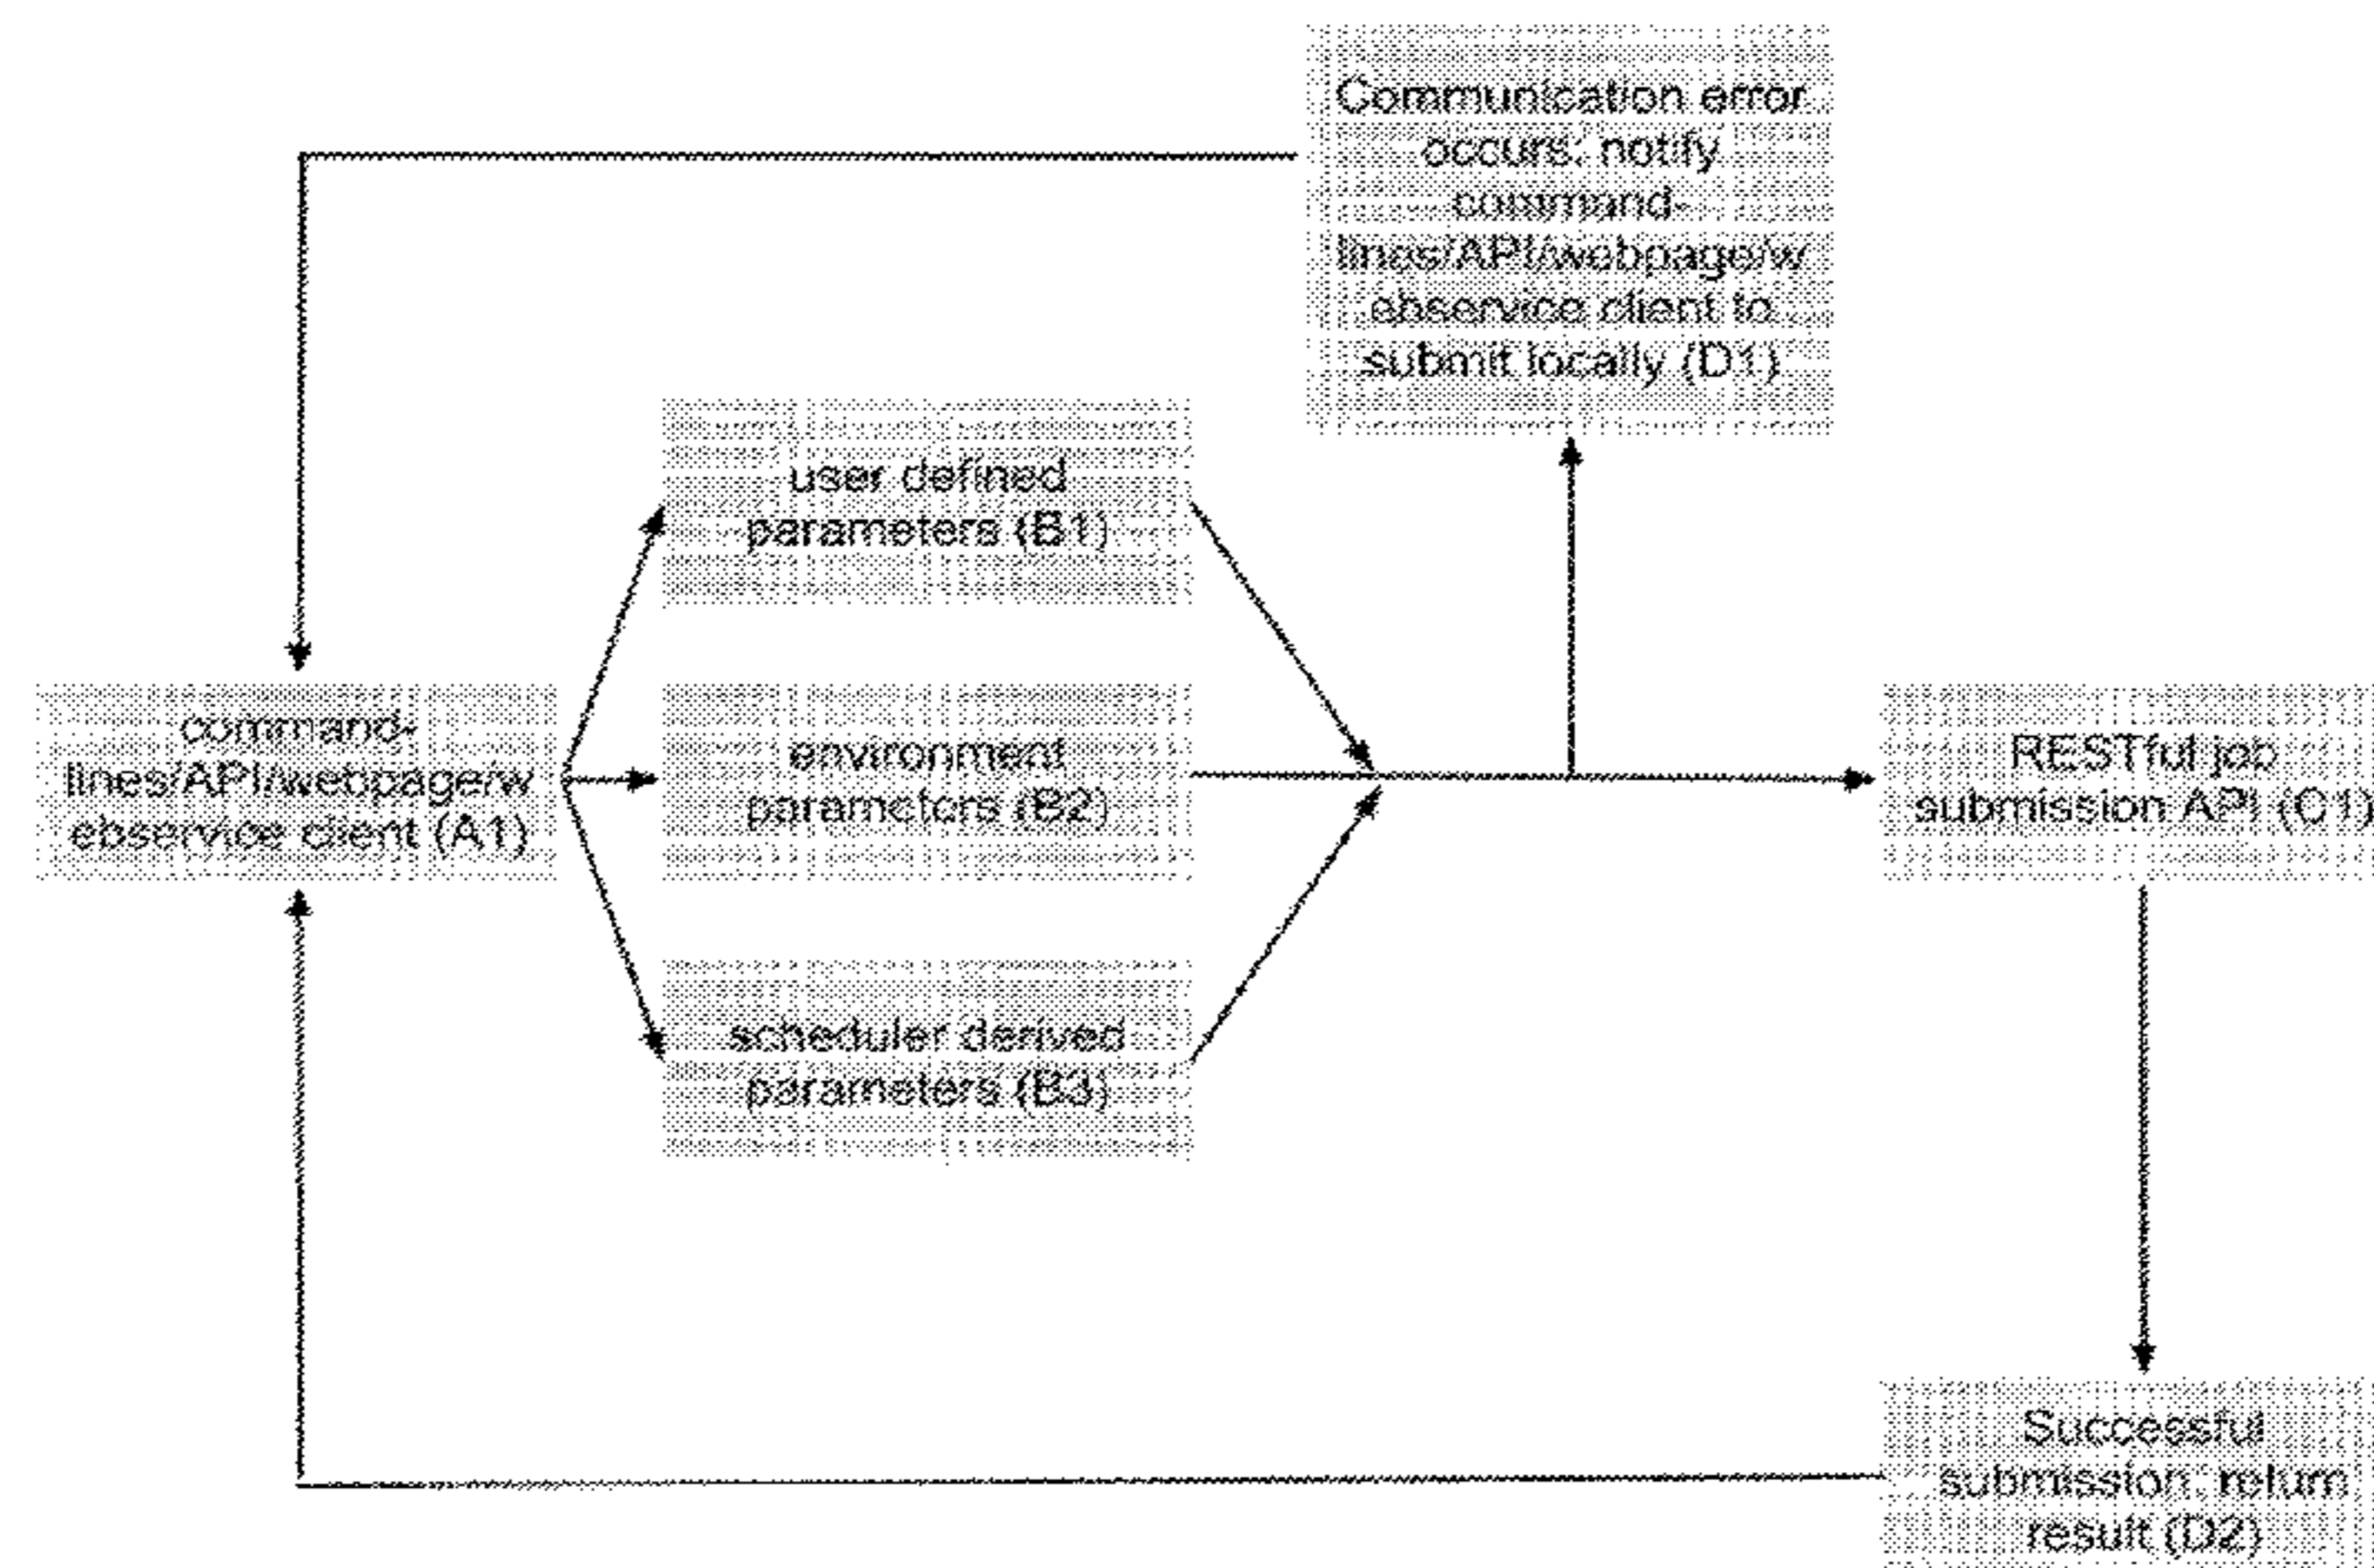 Communication error
occurs: notify
command-
lines/API/webpage/w
ebservice client to
submit locally (D1)
user defined
parameters (B1)
command-
lines/API/webpage/w
ebservice client (A1)
environment
parameters (B2)
RESTful job
submission API (C1)
scheduler derived
parameters (B3)
Successful
submission, return
result (D2)